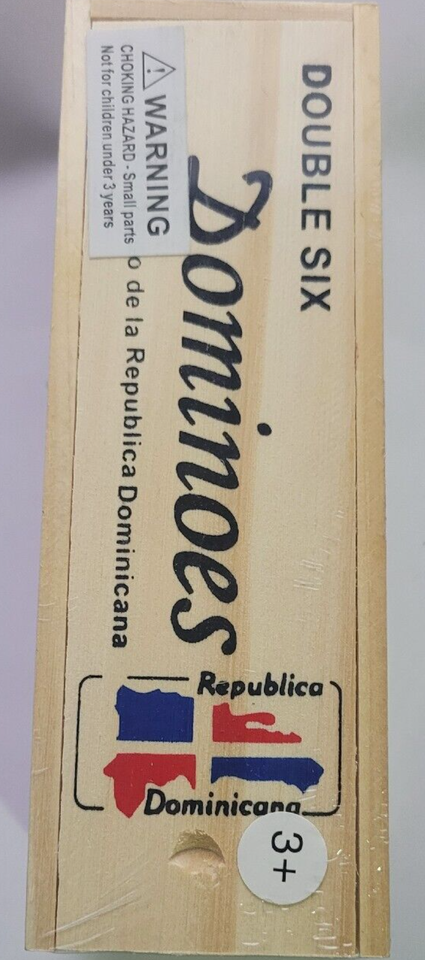 DOUBLE SIX
Dominoes
o de la Republica Dominicana
WARNING
CHOKING HAZARD - Small parts
Not for children under 3 years
Republica
Dominicana
3+